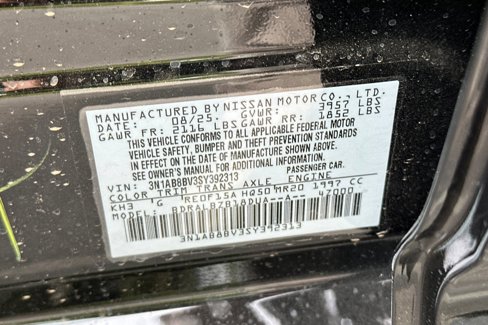 MANUFACTURED BY NISSAN MOTOR CO., LTD.
DATE: 08/25. GVWR: 3957 LBS
GAWR FR: 2116 LBS GAWR RR: 1852 LBS
THIS VEHICLE CONFORMS TO ALL APPLICABLE FEDERAL MOTOR
VEHICLE SAFETY, BUMPER AND THEFT PREVENTION STANDARDS
IN EFFECT ON THE DATE OF MANUFACTURE SHOWN ABOVE.
SEE OWNER'S MANUAL FOR ADDITIONAL INFORMATION.
VIN: 3N1AB8BV3SY392313 PASSENGER CAR.
COLOR TRIM TRANS AXLE ENGINE
KH3 G RE0F15A HG50 MR20 1997 CC
MODEL: BDRALBZB18DUA--A-- 47000
3N1AB8BV3SY392313